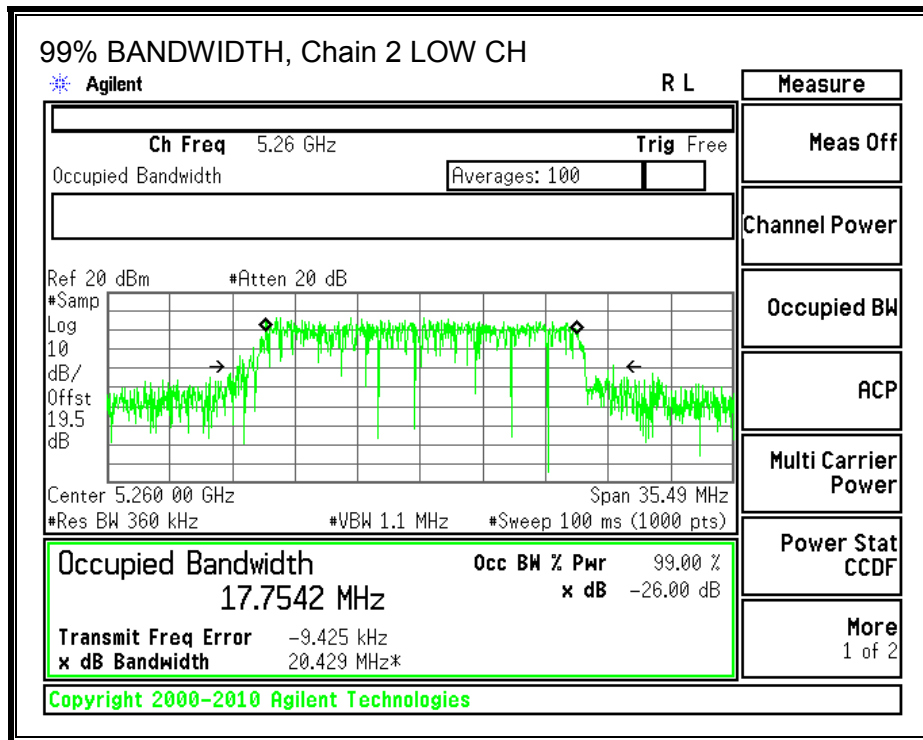 99% BANDWIDTH, Chain 2 LOW CH
Agilent
R L
Measure
Ch Freq 5.26 GHz
Trig Free
Meas Off
Occupied Bandwidth
Averages: 100
Channel Power
Ref 20 dBm
#Atten 20 dB
#Samp
Log
10
dB/
Offst
19.5
dB
Occupied BW
ACP
Multi Carrier
Power
Center 5.260 00 GHz
Span 35.49 MHz
#Res BW 360 kHz
#VBW 1.1 MHz
#Sweep 100 ms (1000 pts)
Power Stat
CCDF
Occupied Bandwidth
17.7542 MHz
Occ BW % Pwr 99.00 %
x dB -26.00 dB
Transmit Freq Error -9.425 kHz
x dB Bandwidth 20.429 MHz*
More
1 of 2
Copyright 2000-2010 Agilent Technologies